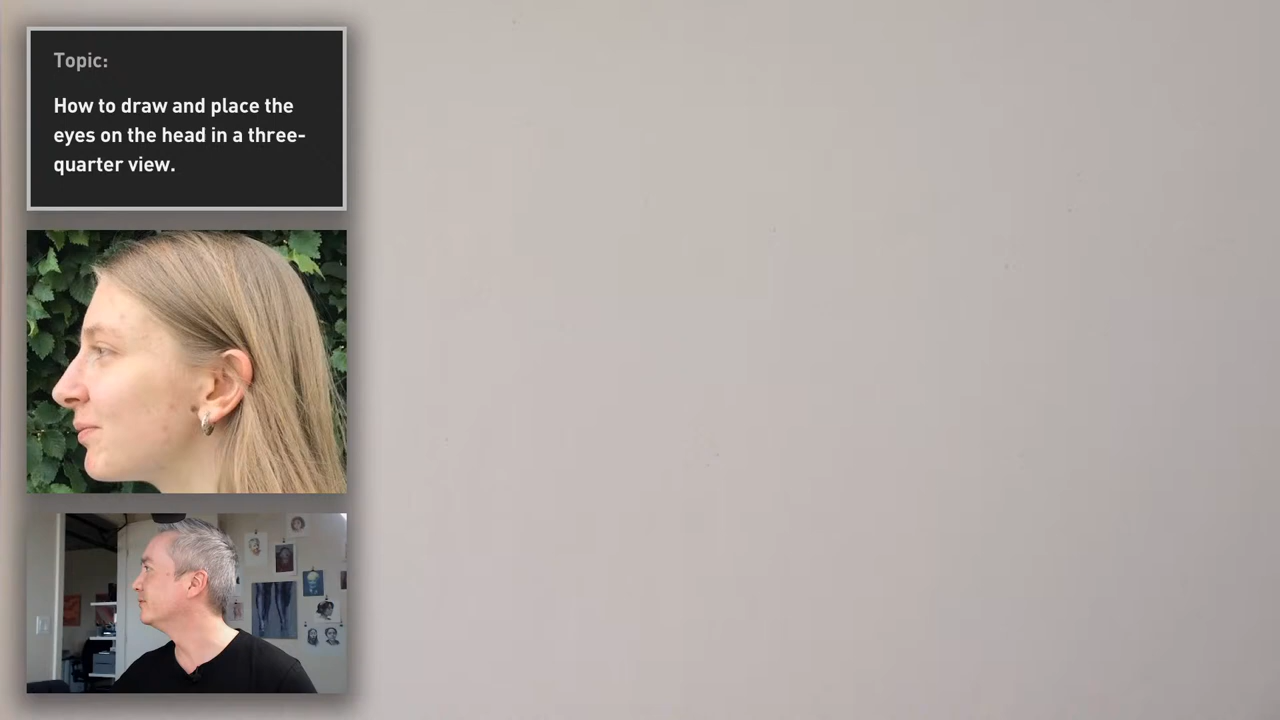 Topic:
How to draw and place the
eyes on the head in a three-
quarter view.